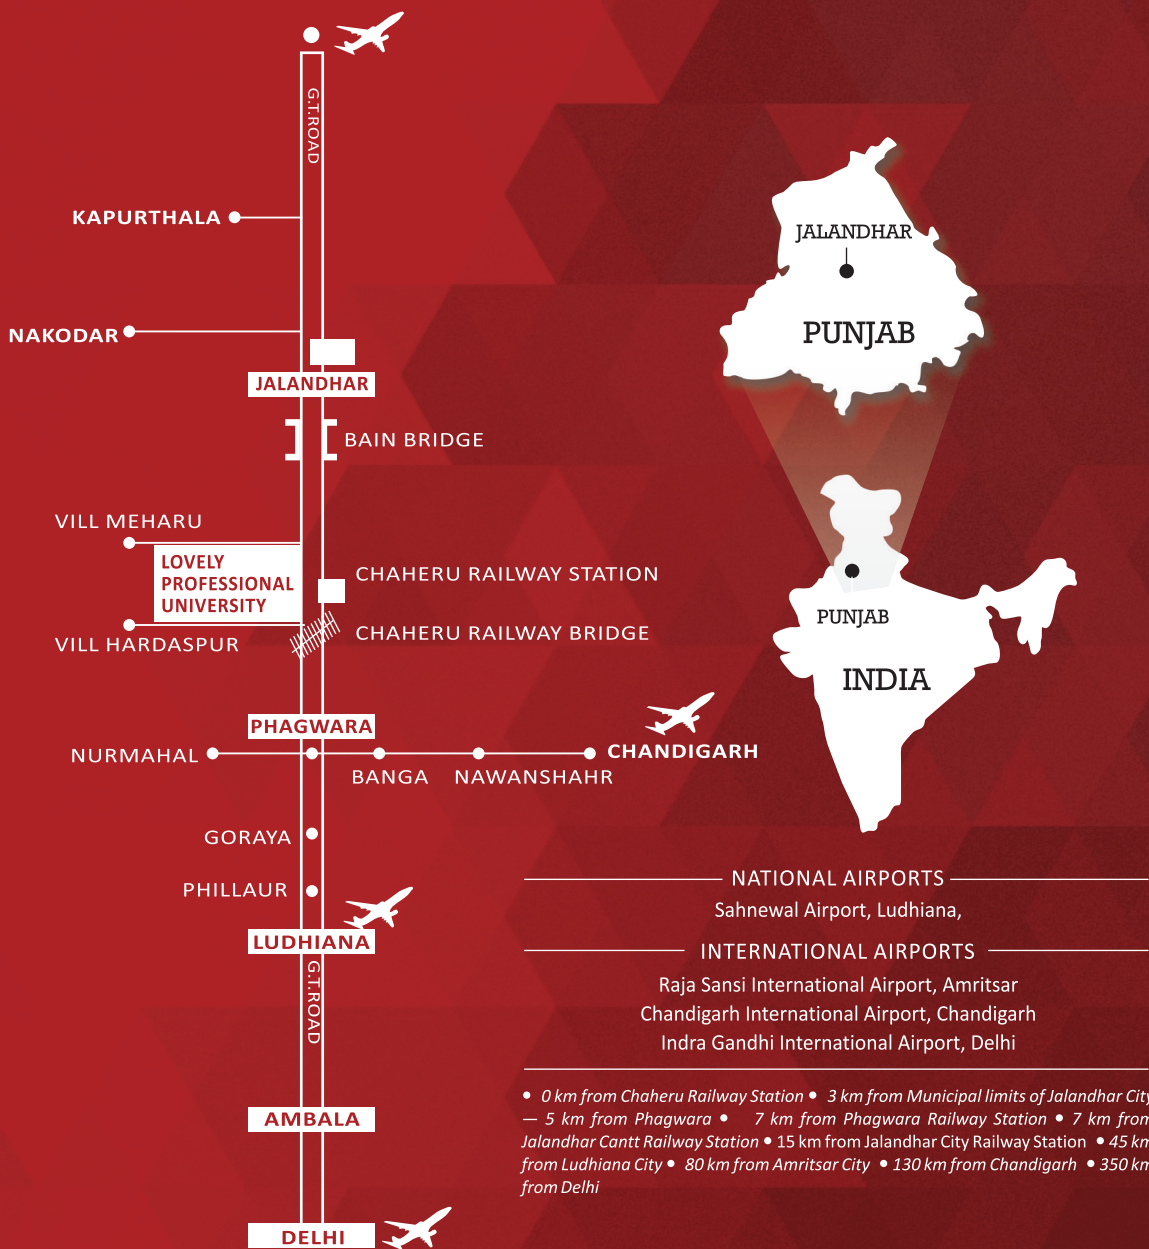 G.T.ROAD
KAPURTHALA
NAKODAR
JALANDHAR
BAIN BRIDGE
VILL MEHARU
LOVELY
PROFESSIONAL
UNIVERSITY
CHAHERU RAILWAY STATION
CHAHERU RAILWAY BRIDGE
VILL HARDASPUR
PHAGWARA
NURMAHAL
CHANDIGARH
BANGA
NAWANSHAHR
GORAYA
PHILLAUR
LUDHIANA
G.T.ROAD
AMBALA
DELHI
JALANDHAR
PUNJAB
PUNJAB
INDIA
NATIONAL AIRPORTS
Sahnewal Airport, Ludhiana,
INTERNATIONAL AIRPORTS
Raja Sansi International Airport, Amritsar
Chandigarh International Airport, Chandigarh
Indra Gandhi International Airport, Delhi
• 0 km from Chaheru Railway Station • 3 km from Municipal limits of Jalandhar City
— 5 km from Phagwara • 7 km from Phagwara Railway Station • 7 km from
Jalandhar Cantt Railway Station • 15 km from Jalandhar City Railway Station • 45 km
from Ludhiana City • 80 km from Amritsar City • 130 km from Chandigarh • 350 km
from Delhi